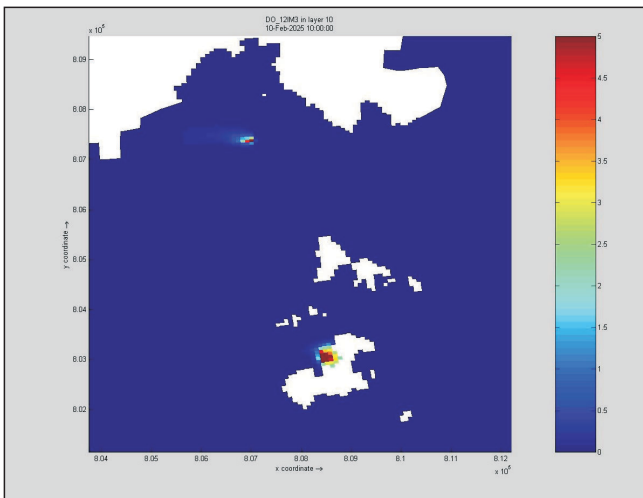 DO_12IM3 in layer 10
10-Feb-2025 10:00:00
x 10⁵
8.09
8.08
8.07
8.06
8.05
8.04
8.03
8.02
y coordinate →
8.04 8.05 8.06 8.07 8.08 8.09 8.1 8.11 8.12
x coordinate →
x 10⁵
5
4.5
4
3.5
3
2.5
2
1.5
1
0.5
0